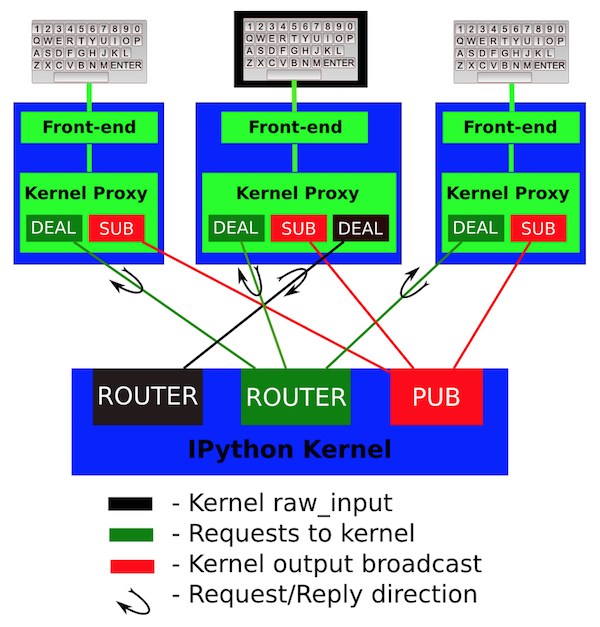 1 2 3 4 5 6 7 8 9 0
Q W E R T Y U I O P
A S D F G H J K L
Z X C V B N M ENTER
1 2 3 4 5 6 7 8 9 0
Q W E R T Y U I O P
A S D F G H J K L
Z X C V B N M ENTER
1 2 3 4 5 6 7 8 9 0
Q W E R T Y U I O P
A S D F G H J K L
Z X C V B N M ENTER
Front-end
Front-end
Front-end
Kernel Proxy
Kernel Proxy
Kernel Proxy
DEAL SUB
DEAL SUB DEAL
DEAL SUB
ROUTER ROUTER PUB
IPython Kernel
- Kernel raw_input
- Requests to kernel
- Kernel output broadcast
- Request/Reply direction